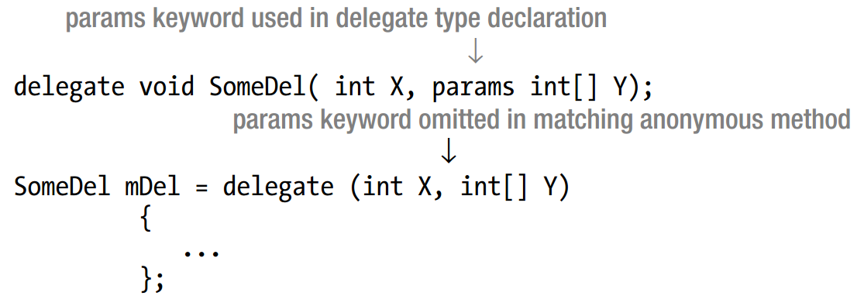 params keyword used in delegate type declaration
↓
delegate void SomeDel( int X, params int[] Y);
params keyword omitted in matching anonymous method
↓
SomeDel mDel = delegate (int X, int[] Y)
{
...
};